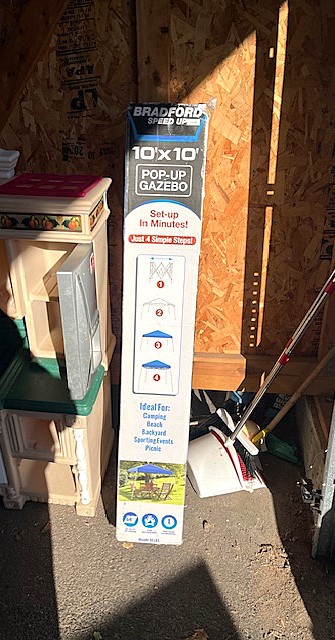 BRADFORD
SPEED UP
10'x10'
POP-UP
GAZEBO
Set-up
In Minutes!
Just 4 Simple Steps!
1
2
3
4
Ideal For:
Camping
Beach
Backyard
Sporting Events
Picnic
APA